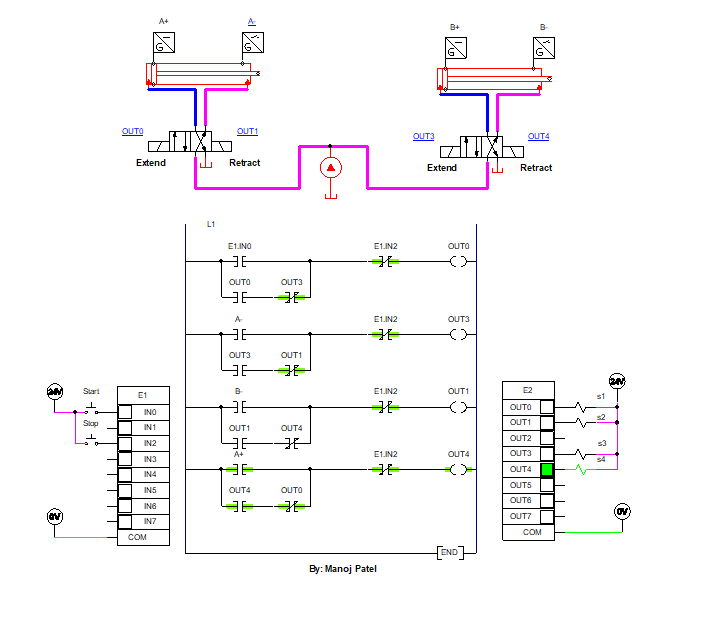 A+ A- B+ B-
G G G G
OUT0 OUT1 OUT3 OUT4
Extend Retract Extend Retract
L1
E1.IN0 E1.IN2 OUT0
OUT0 OUT3
A- E1.IN2 OUT3
OUT3 OUT1
B- E1.IN2 OUT1
OUT1 OUT4
A+ E1.IN2 OUT4
OUT4 OUT0
END
24V
Start
Stop
0V
E1
IN0
IN1
IN2
IN3
IN4
IN5
IN6
IN7
COM
24V
E2
OUT0 s1
OUT1 s2
OUT2
OUT3 s3
OUT4 s4
OUT5
OUT6
OUT7
COM
0V
By: Manoj Patel